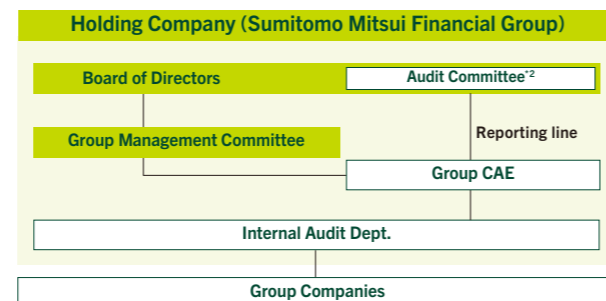 Holding Company (Sumitomo Mitsui Financial Group)
Board of Directors
Audit Committee*2
Group Management Committee
Reporting line
Group CAE
Internal Audit Dept.
Group Companies